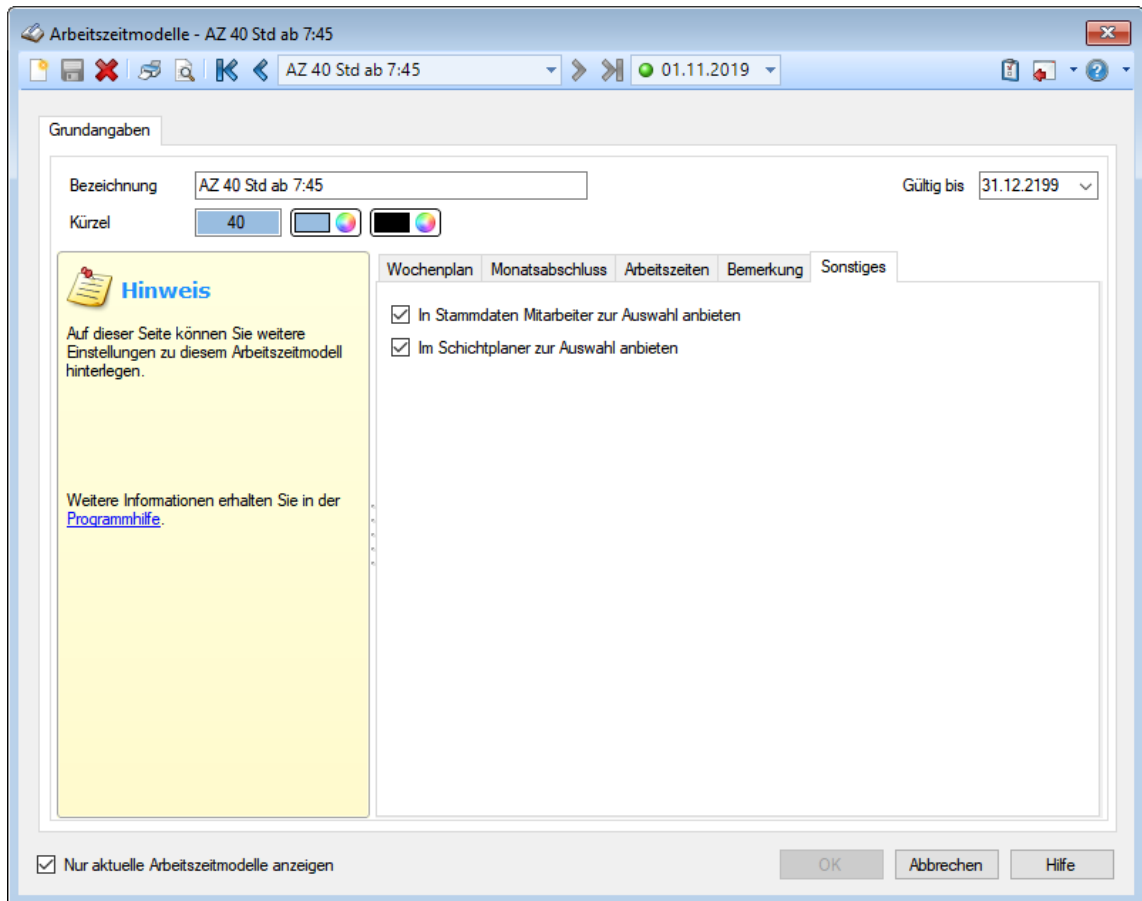 Arbeitszeitmodelle - AZ 40 Std ab 7:45
AZ 40 Std ab 7:45
01.11.2019
Grundangaben
Bezeichnung
AZ 40 Std ab 7:45
Gültig bis
31.12.2199
Kürzel
40
Hinweis
Auf dieser Seite können Sie weitere
Einstellungen zu diesem Arbeitszeitmodell
hinterlegen.
Weitere Informationen erhalten Sie in der
Programmhilfe.
Wochenplan
Monatsabschluss
Arbeitszeiten
Bemerkung
Sonstiges
In Stammdaten Mitarbeiter zur Auswahl anbieten
Im Schichtplaner zur Auswahl anbieten
Nur aktuelle Arbeitszeitmodelle anzeigen
OK
Abbrechen
Hilfe